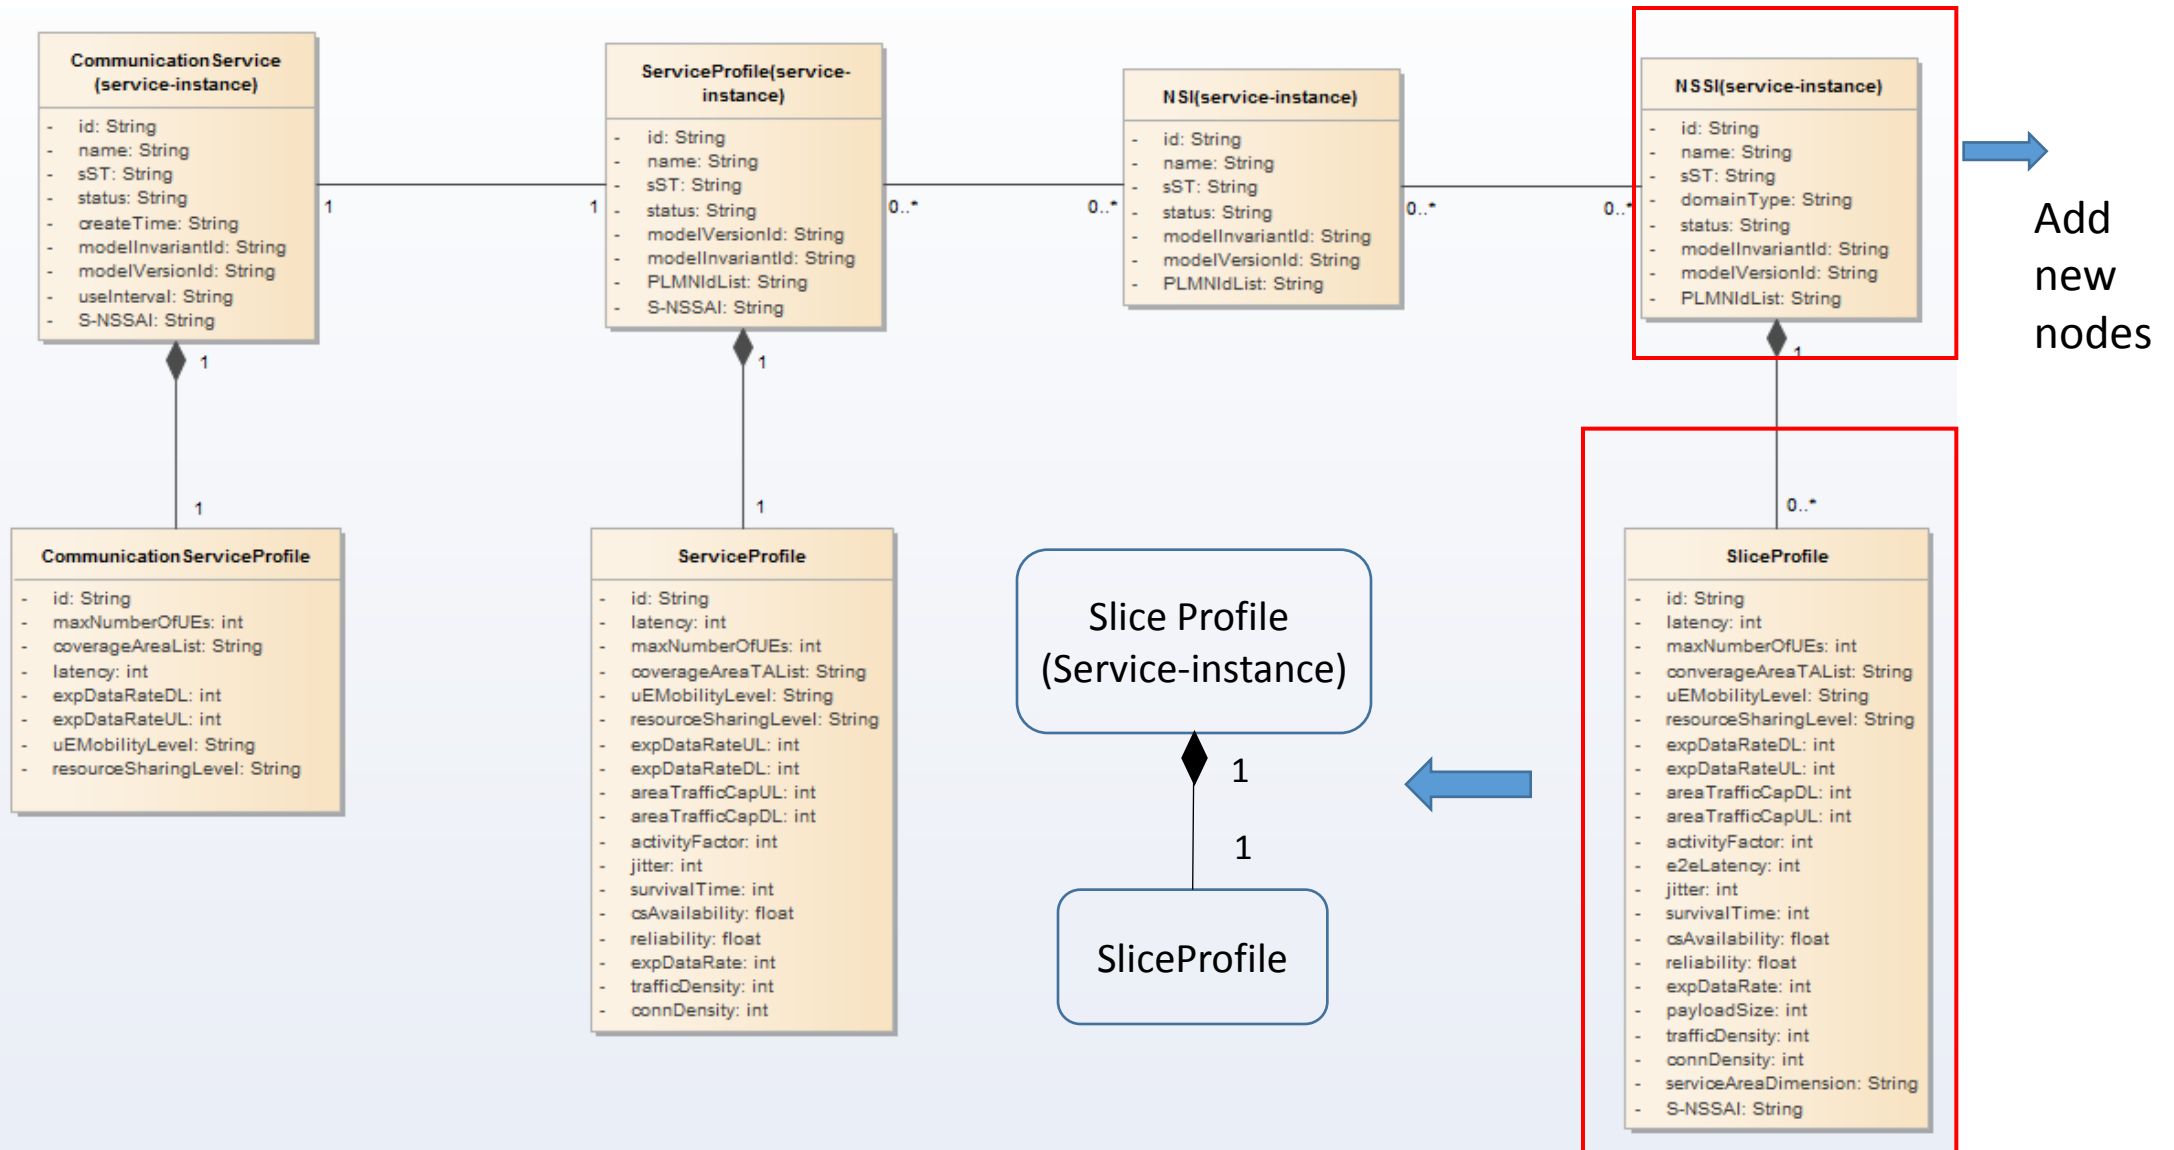 CommunicationService
(service-instance)
- id: String
- name: String
- sST: String
- status: String
- createTime: String
- modelInvariantId: String
- modelVersionId: String
- useInterval: String
- S-NSSAI: String
1
1
CommunicationServiceProfile
- id: String
- maxNumberOfUEs: int
- coverageAreaList: String
- latency: int
- expDataRateDL: int
- expDataRateUL: int
- uEMobilityLevel: String
- resourceSharingLevel: String
1
1
ServiceProfile(service-
instance)
- id: String
- name: String
- sST: String
- status: String
- modelVersionId: String
- modelInvariantId: String
- PLMNIdList: String
- S-NSSAI: String
1
1
ServiceProfile
- id: String
- latency: int
- maxNumberOfUEs: int
- coverageAreaTAList: String
- uEMobilityLevel: String
- resourceSharingLevel: String
- expDataRateUL: int
- expDataRateDL: int
- areaTrafficCapUL: int
- areaTrafficCapDL: int
- activityFactor: int
- jitter: int
- survivalTime: int
- csAvailability: float
- reliability: float
- expDataRate: int
- trafficDensity: int
- connDensity: int
0..*
0..*
NSI(service-instance)
- id: String
- name: String
- sST: String
- status: String
- modelInvariantId: String
- modelVersionId: String
- PLMNIdList: String
0..*
0..*
Slice Profile
(Service-instance)
1
1
SliceProfile
NSSI(service-instance)
- id: String
- name: String
- sST: String
- domainType: String
- status: String
- modelInvariantId: String
- modelVersionId: String
- PLMNIdList: String
1
0..*
SliceProfile
- id: String
- latency: int
- maxNumberOfUEs: int
- converageAreaTAList: String
- uEMobilityLevel: String
- resourceSharingLevel: String
- expDataRateDL: int
- expDataRateUL: int
- areaTrafficCapDL: int
- areaTrafficCapUL: int
- activityFactor: int
- e2eLatency: int
- jitter: int
- survivalTime: int
- csAvailability: float
- reliability: float
- expDataRate: int
- payloadSize: int
- trafficDensity: int
- connDensity: int
- serviceAreaDimension: String
- S-NSSAI: String
Add
new
nodes